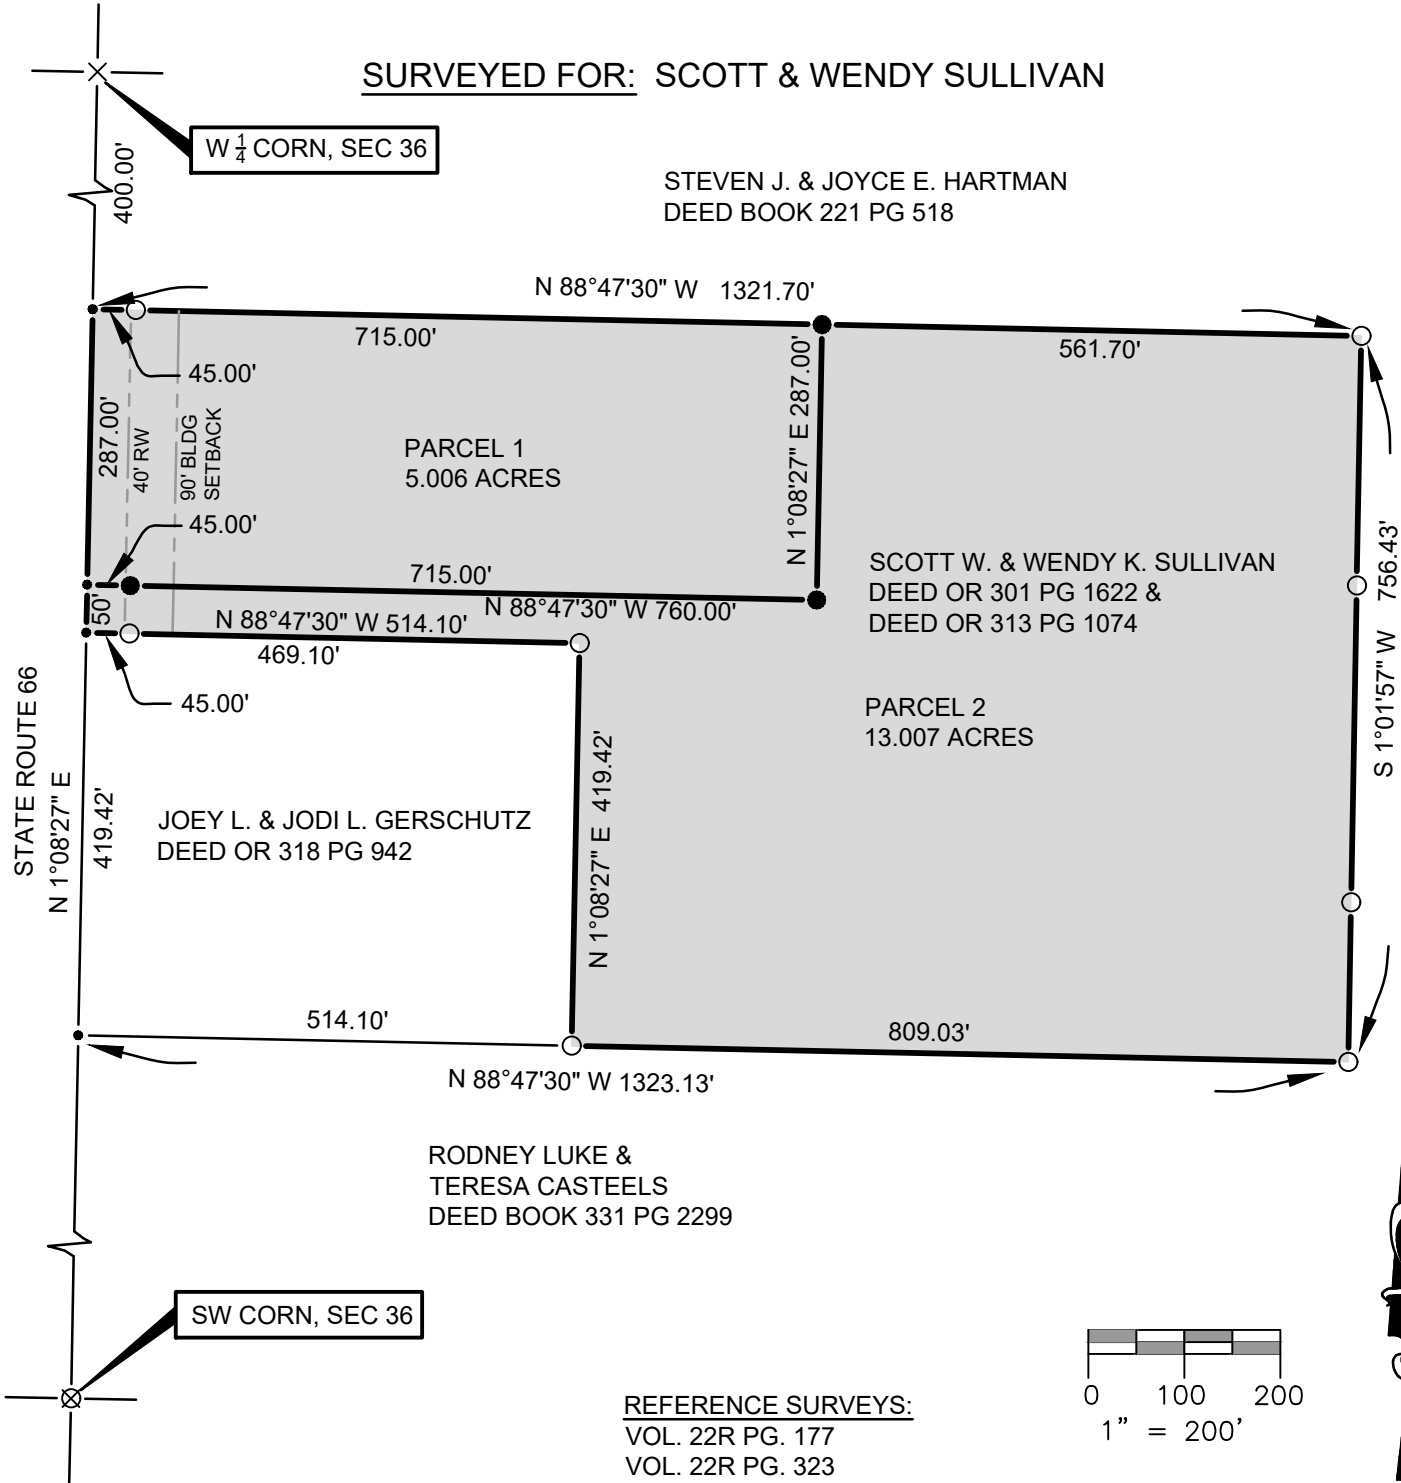 SURVEYED FOR: SCOTT & WENDY SULLIVAN
W 1/4 CORN, SEC 36
400.00'
STEVEN J. & JOYCE E. HARTMAN
DEED BOOK 221 PG 518
N 88°47'30" W 1321.70'
715.00'
561.70'
45.00'
287.00'
40' RW
90' BLDG
SETBACK
PARCEL 1
5.006 ACRES
N 1°08'27" E 287.00'
45.00'
715.00'
N 88°47'30" W 760.00'
50'
N 88°47'30" W 514.10'
469.10'
45.00'
SCOTT W. & WENDY K. SULLIVAN
DEED OR 301 PG 1622 &
DEED OR 313 PG 1074
PARCEL 2
13.007 ACRES
S 1°01'57" W 756.43'
STATE ROUTE 66
N 1°08'27" E
419.42'
JOEY L. & JODI L. GERSCHUTZ
DEED OR 318 PG 942
N 1°08'27" E 419.42'
514.10'
809.03'
N 88°47'30" W 1323.13'
RODNEY LUKE &
TERESA CASTEELS
DEED BOOK 331 PG 2299
SW CORN, SEC 36
REFERENCE SURVEYS:
VOL. 22R PG. 177
VOL. 22R PG. 323
0 100 200
1" = 200'